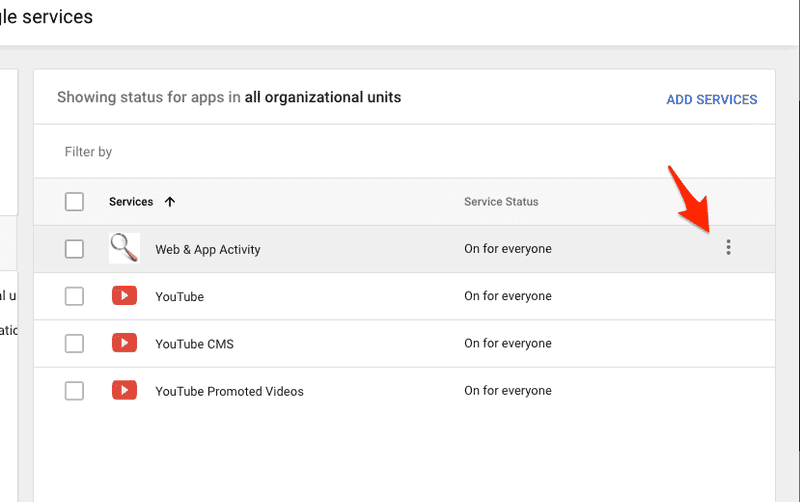 gle services
Showing status for apps in all organizational units
ADD SERVICES
Filter by
Services Service Status
Web & App Activity On for everyone
YouTube On for everyone
YouTube CMS On for everyone
YouTube Promoted Videos On for everyone
al u
atic